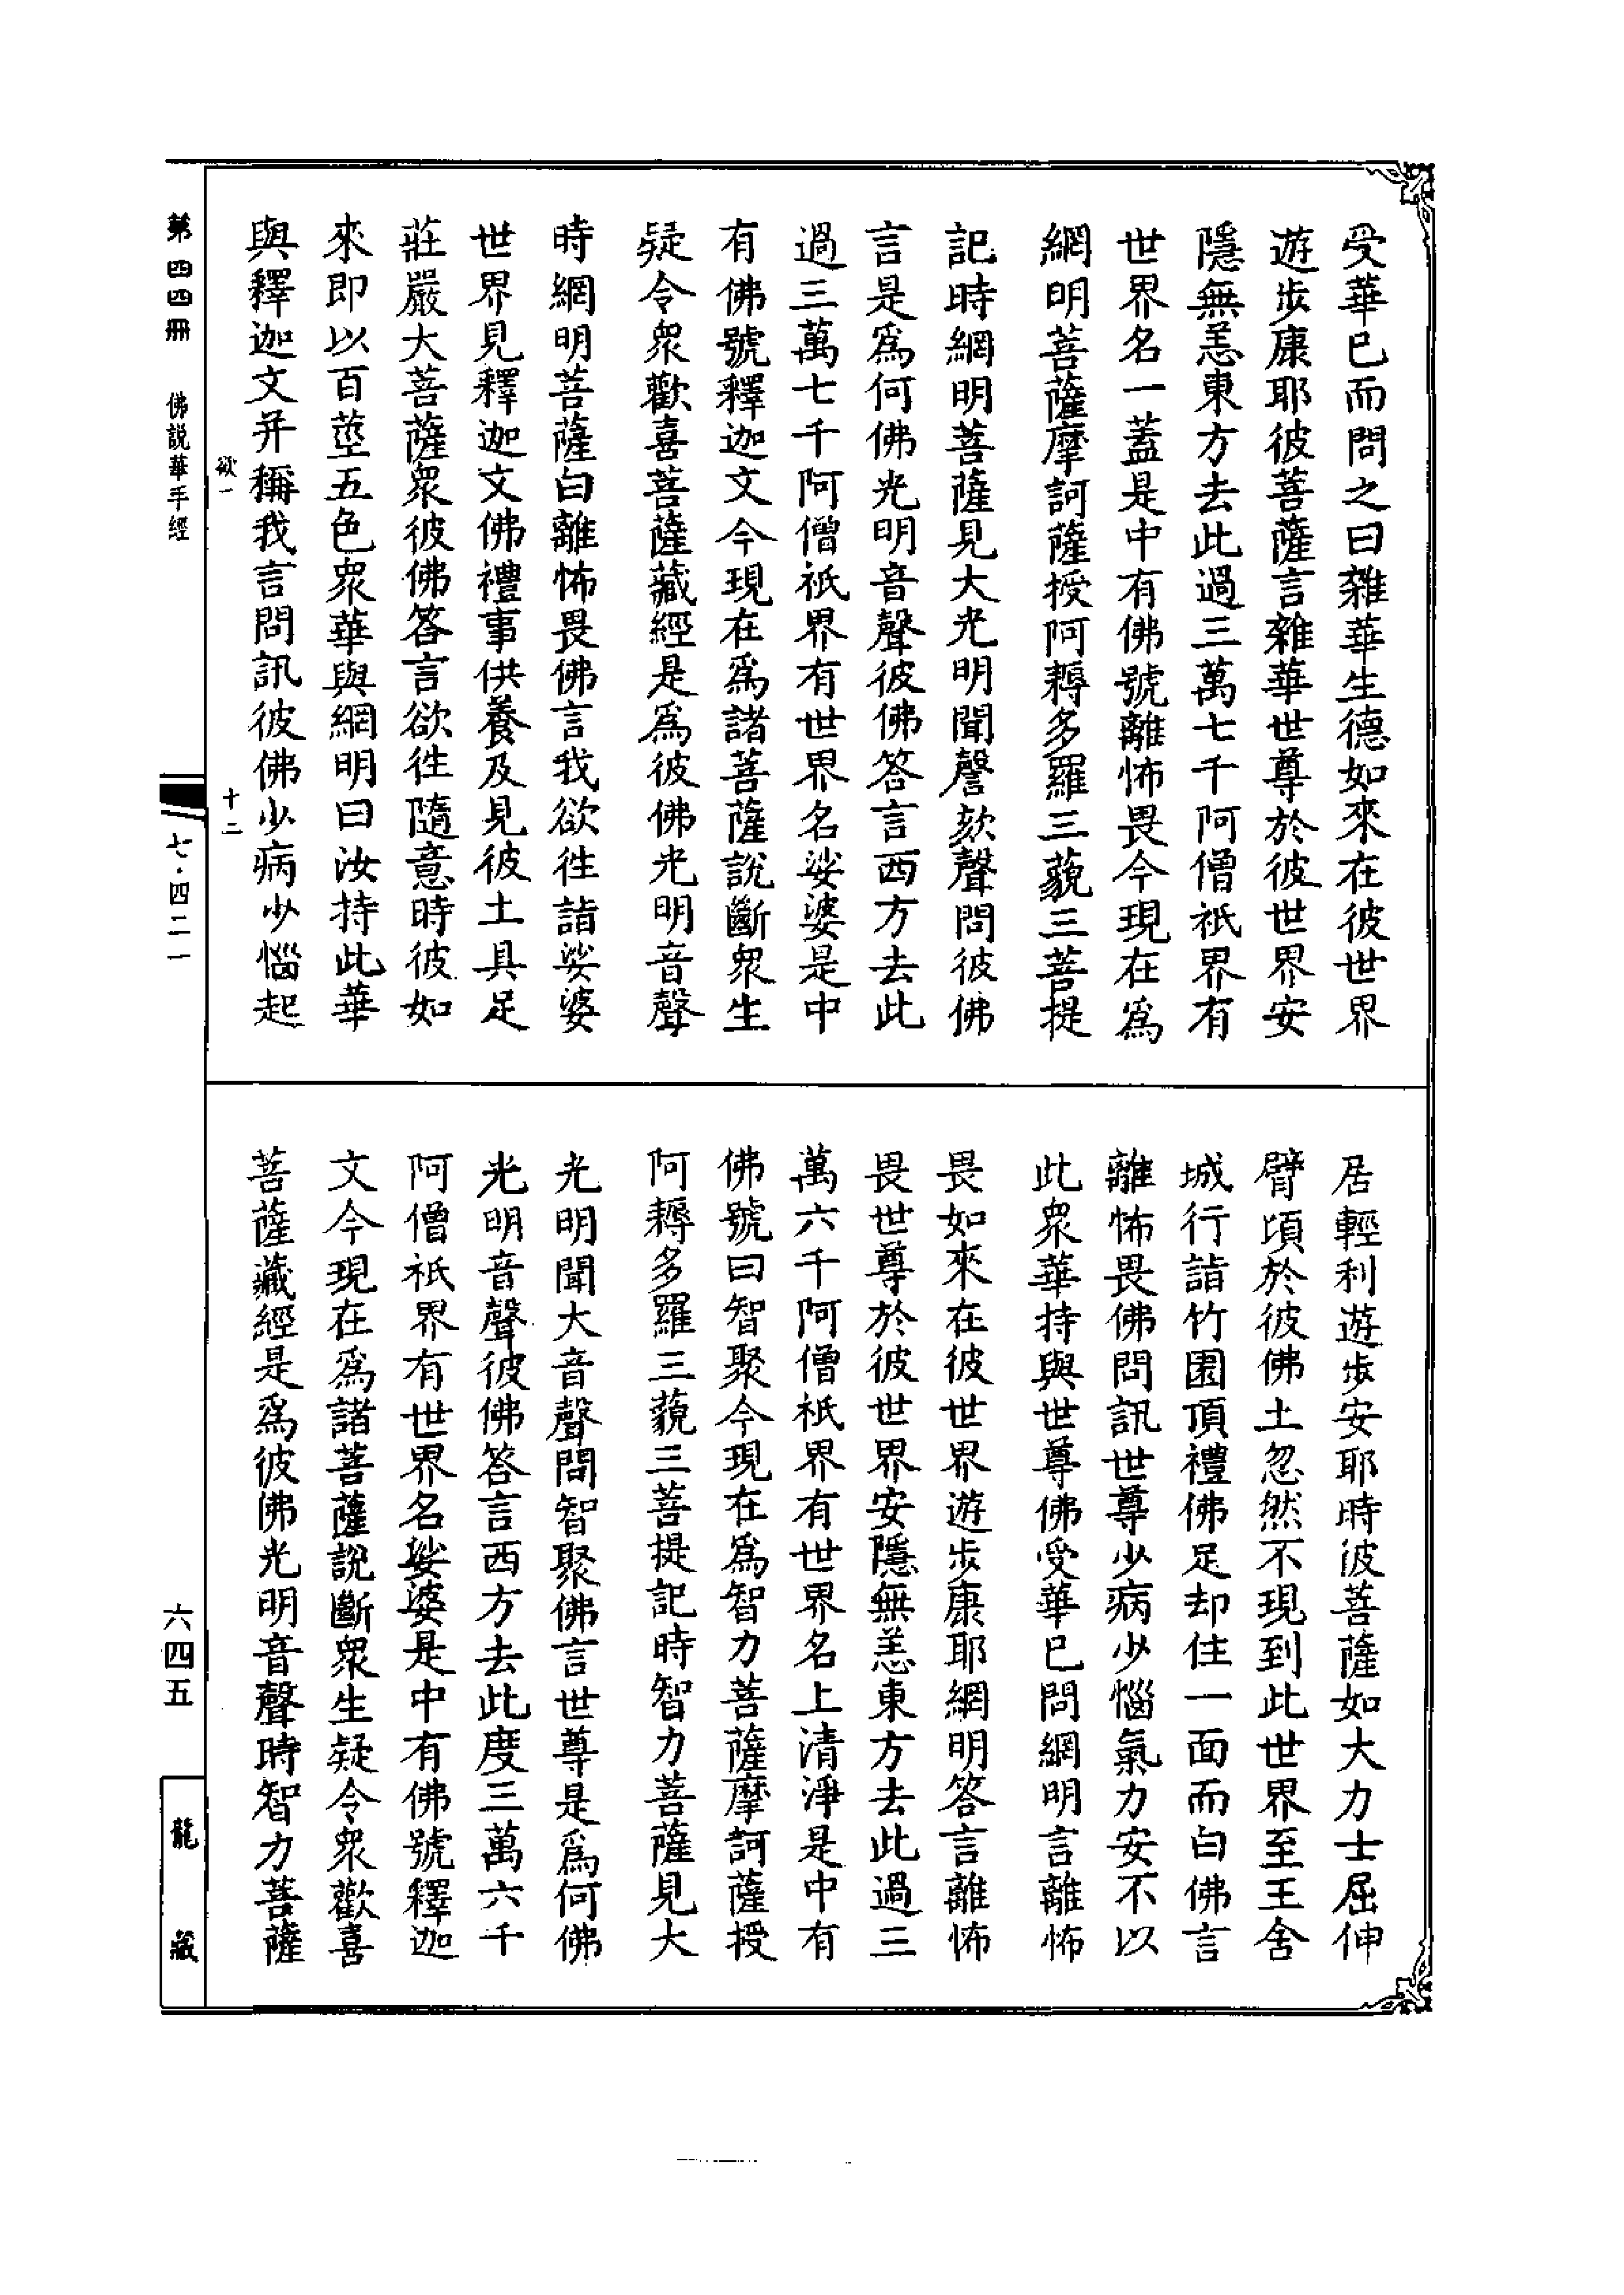 受華已而問之曰雜華生德如來在彼世界
遊步康耶彼菩薩言雜華世尊於彼世界安
隱無恙東方去此過三萬七千阿僧祇界有
世界名一蓋是中有佛號離怖畏今現在爲
網明菩薩摩訶薩授阿耨多羅三藐三菩提
記時網明菩薩見大光明聞謦欬聲問彼佛
言是爲何佛光明音聲彼佛答言西方去此
過三萬七千阿僧祇界有世界名娑婆是中
有佛號釋迦文今現在爲諸菩薩說斷衆生
疑令衆歡喜菩薩藏經是爲彼佛光明音聲
時網明菩薩白離怖畏佛言我欲往詣娑婆
世界見釋迦文佛禮事供養及見彼土具足
莊嚴大菩薩衆彼佛答言欲往隨意時彼如
來即以百莖五色衆華與網明曰汝持此華
與釋迦文并稱我言問訊彼佛少病少惱起
居輕利遊步安耶時彼菩薩如大力士屈伸
臂頃於彼佛土忽然不現到此世界至王舍
城行詣竹園頂禮佛足却住一面而白佛言
離怖畏佛問訊世尊少病少惱氣力安不以
此衆華持與世尊佛受華已問網明言離怖
畏如來在彼世界遊步康耶網明答言離怖
畏世尊於彼世界安隱無恙東方去此過三
萬六千阿僧祇界有世界名上清淨是中有
佛號曰智聚今現在爲智力菩薩摩訶薩授
阿耨多羅三藐三菩提記時智力菩薩見大
光明聞大音聲問智聚佛言世尊是爲何佛
光明音聲彼佛答言西方去此度三萬六千
阿僧祇界有世界名娑婆是中有佛號釋迦
文今現在爲諸菩薩說斷衆生疑令衆歡喜
菩薩藏經是爲彼佛光明音聲時智力菩薩
欲一
十二
第四四冊
佛說華手經
七·四二一
六四五
龍藏